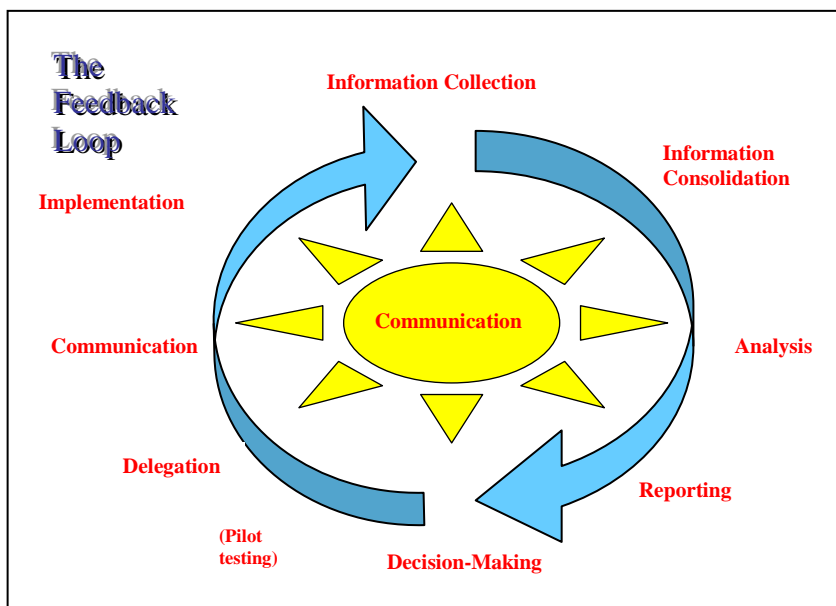 The
Feedback
Loop
Information Collection
Information
Consolidation
Implementation
Communication
Communication
Analysis
Delegation
Reporting
(Pilot
testing)
Decision-Making